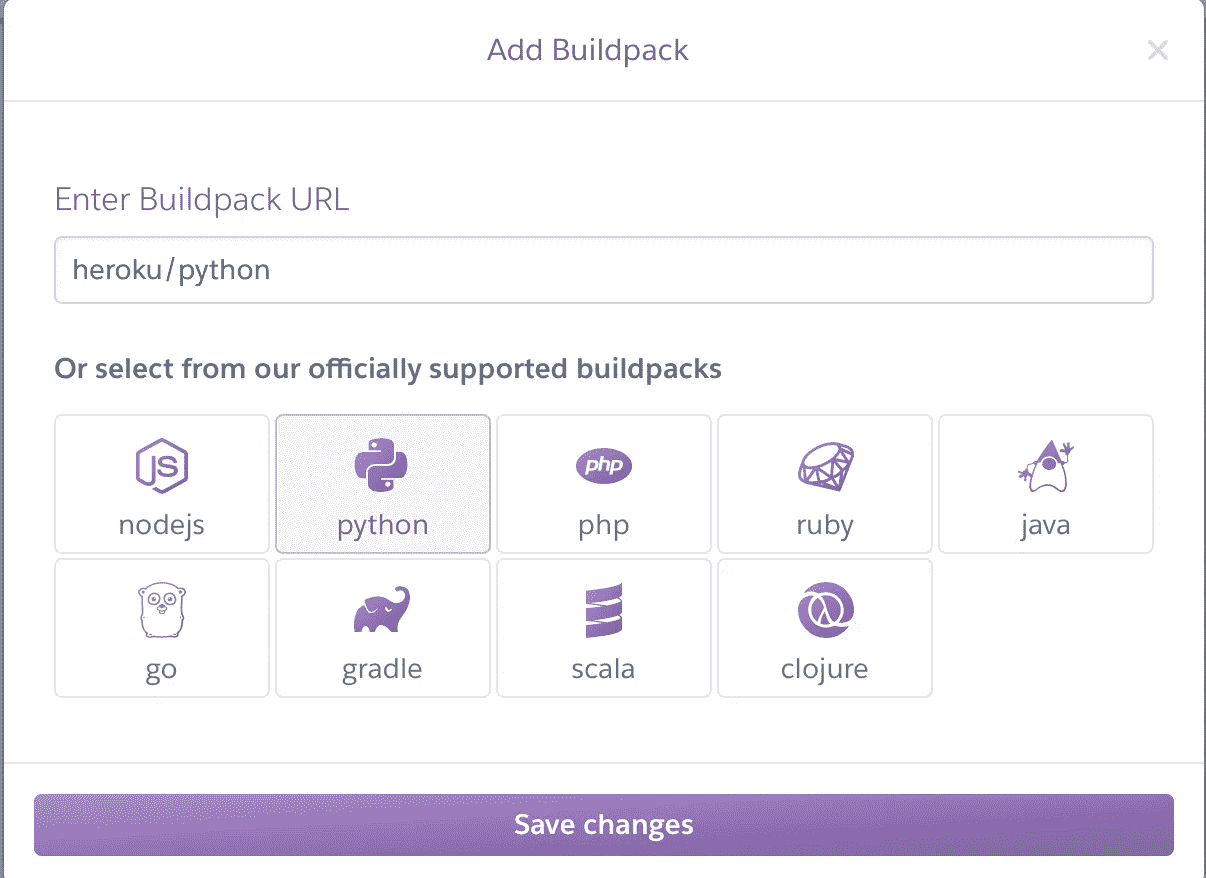 Add Buildpack
Enter Buildpack URL
heroku/python
Or select from our officially supported buildpacks
JS php
nodejs python php ruby java
go gradle scala clojure
Save changes